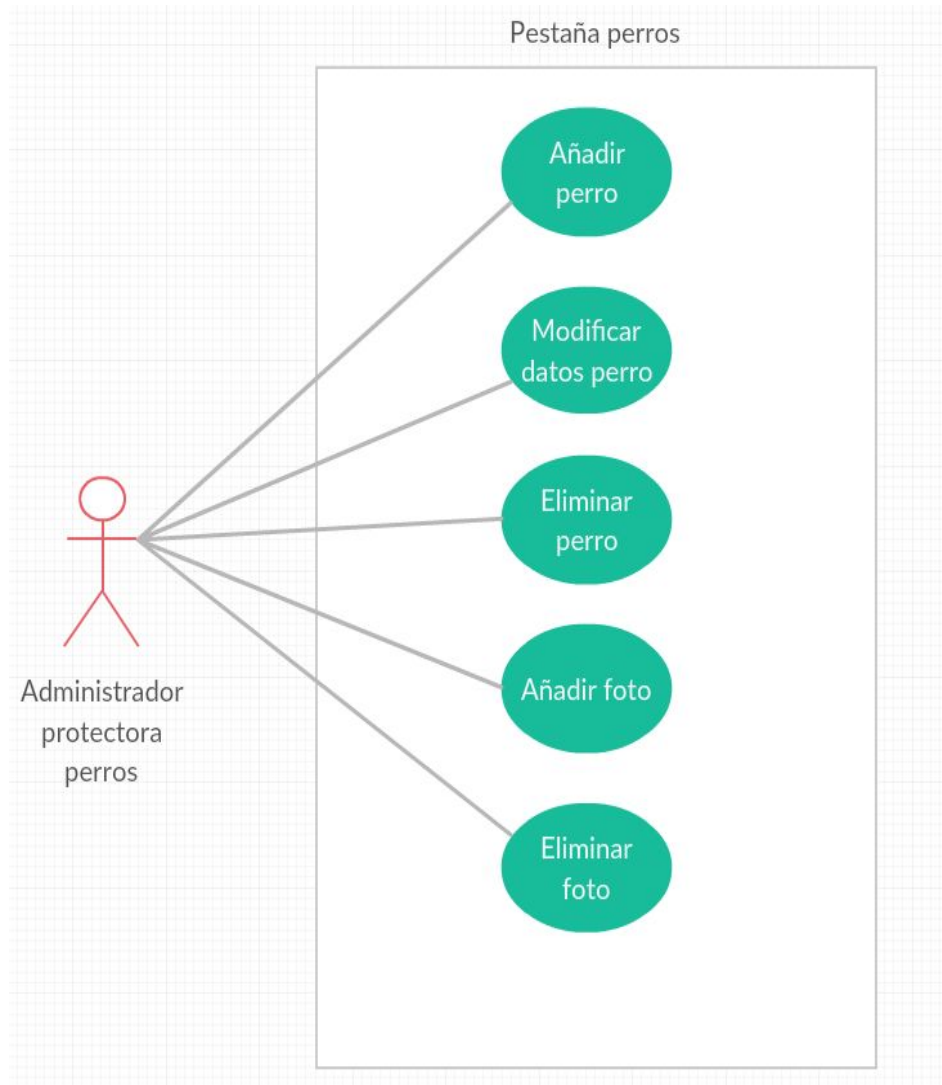 Pestaña perros
Añadir
perro
Modificar
datos perro
Eliminar
perro
Añadir foto
Eliminar
foto
Administrador
protectora
perros